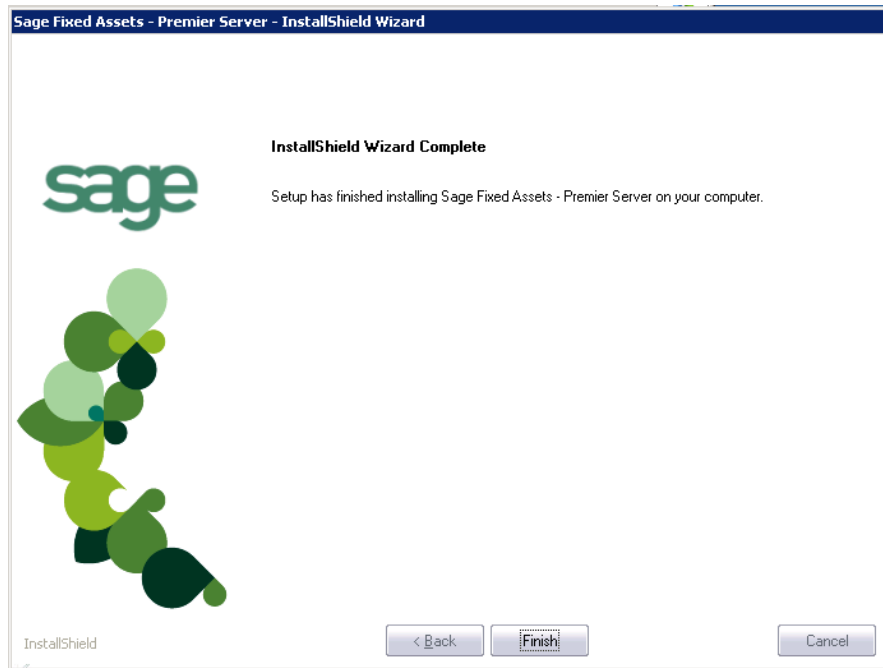 Sage Fixed Assets - Premier Server - InstallShield Wizard
InstallShield Wizard Complete
sage
Setup has finished installing Sage Fixed Assets - Premier Server on your computer.
InstallShield
< Back
Finish
Cancel